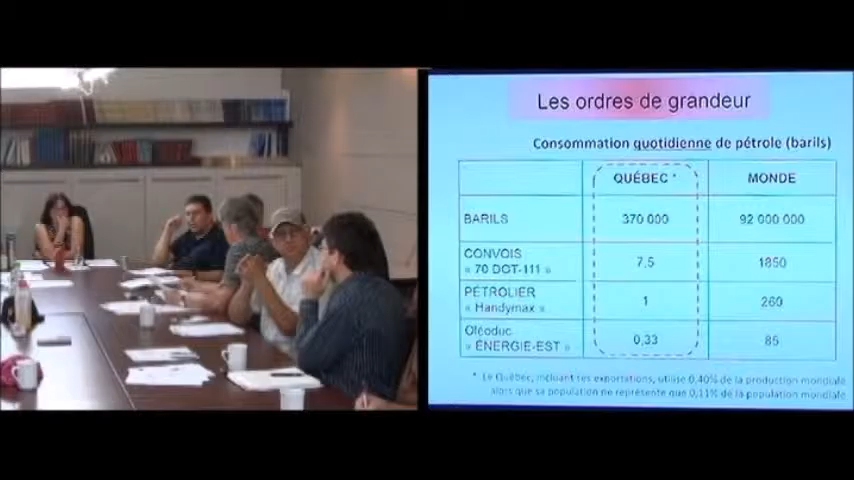 Les ordres de grandeur
Consommation quotidienne de pétrole (barils)
QUÉBEC * MONDE
BARILS 370 000 92 000 000
CONVOIS
« 70 DOT-111 » 7,5 1850
PÉTROLIER
« Handymax » 1 260
Oléoduc
« ÉNERGIE-EST » 0,33 85
* Le Québec, incluant ses exportations, utilise 0,40% de la production mondiale
alors que sa population ne représente que 0,11% de la population mondiale